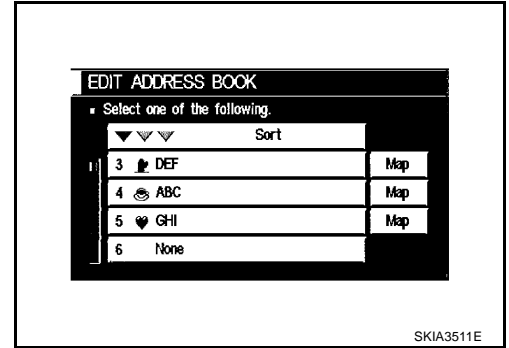 EDIT ADDRESS BOOK
Select one of the following.
Sort
3 DEF Map
4 ABC Map
5 GHI Map
6 None
SKIA3511E